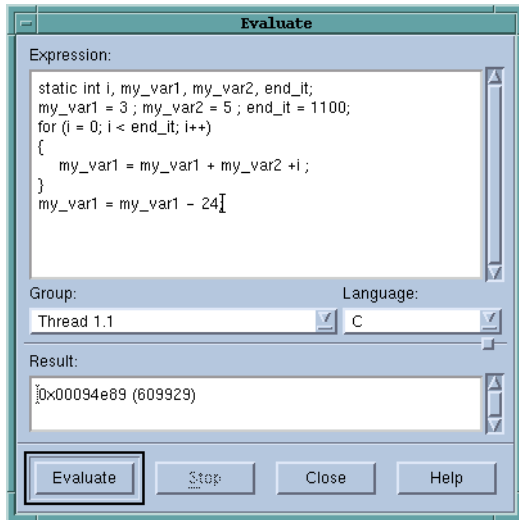 Evaluate
Expression:
static int i, my_var1, my_var2, end_it;
my_var1 = 3 ; my_var2 = 5 ; end_it = 1100;
for (i = 0; i < end_it; i++)
{
my_var1 = my_var1 + my_var2 +i ;
}
my_var1 = my_var1 - 24;
Group: Language:
Thread 1.1 C
Result:
0x00094e89 (609929)
Evaluate Stop Close Help